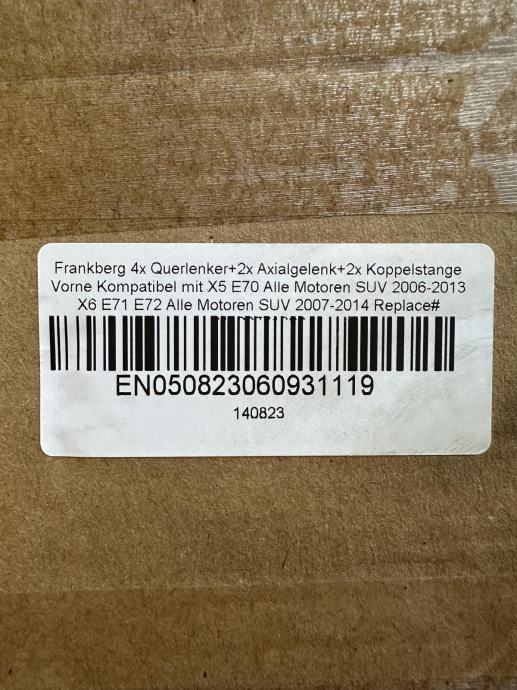 Frankberg 4x Querlenker+2x Axialgelenk+2x Koppelstange
Vorne Kompatibel mit X5 E70 Alle Motoren SUV 2006-2013
X6 E71 E72 Alle Motoren SUV 2007-2014 Replace#
EN050823060931119
140823